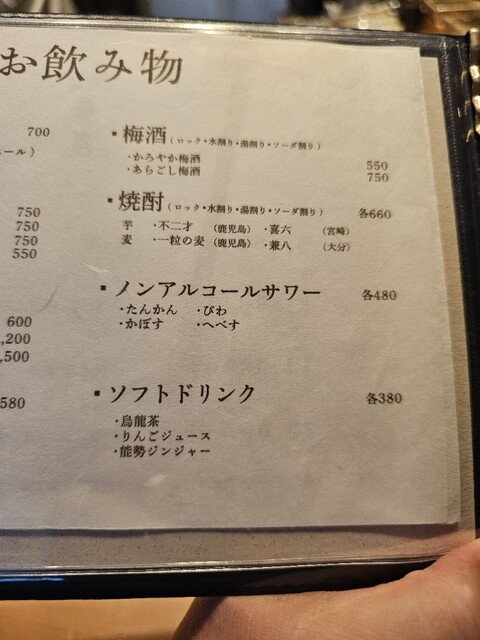 お飲み物
700
ール)
750
750
750
550
600
,200
,500
580
・梅酒(ロック・水割り・湯割り・ソーダ割り)
・かろやか梅酒 550
・あらごし梅酒 750
・焼酎(ロック・水割り・湯割り・ソーダ割り) 各660
芋 ・不二才 (鹿児島) ・喜六 (宮崎)
麦 ・一粒の麦 (鹿児島) ・兼八 (大分)
・ノンアルコールサワー 各480
・たんかん ・びわ
・かぼす ・へべす
・ソフトドリンク 各380
・烏龍茶
・りんごジュース
・能勢ジンジャー